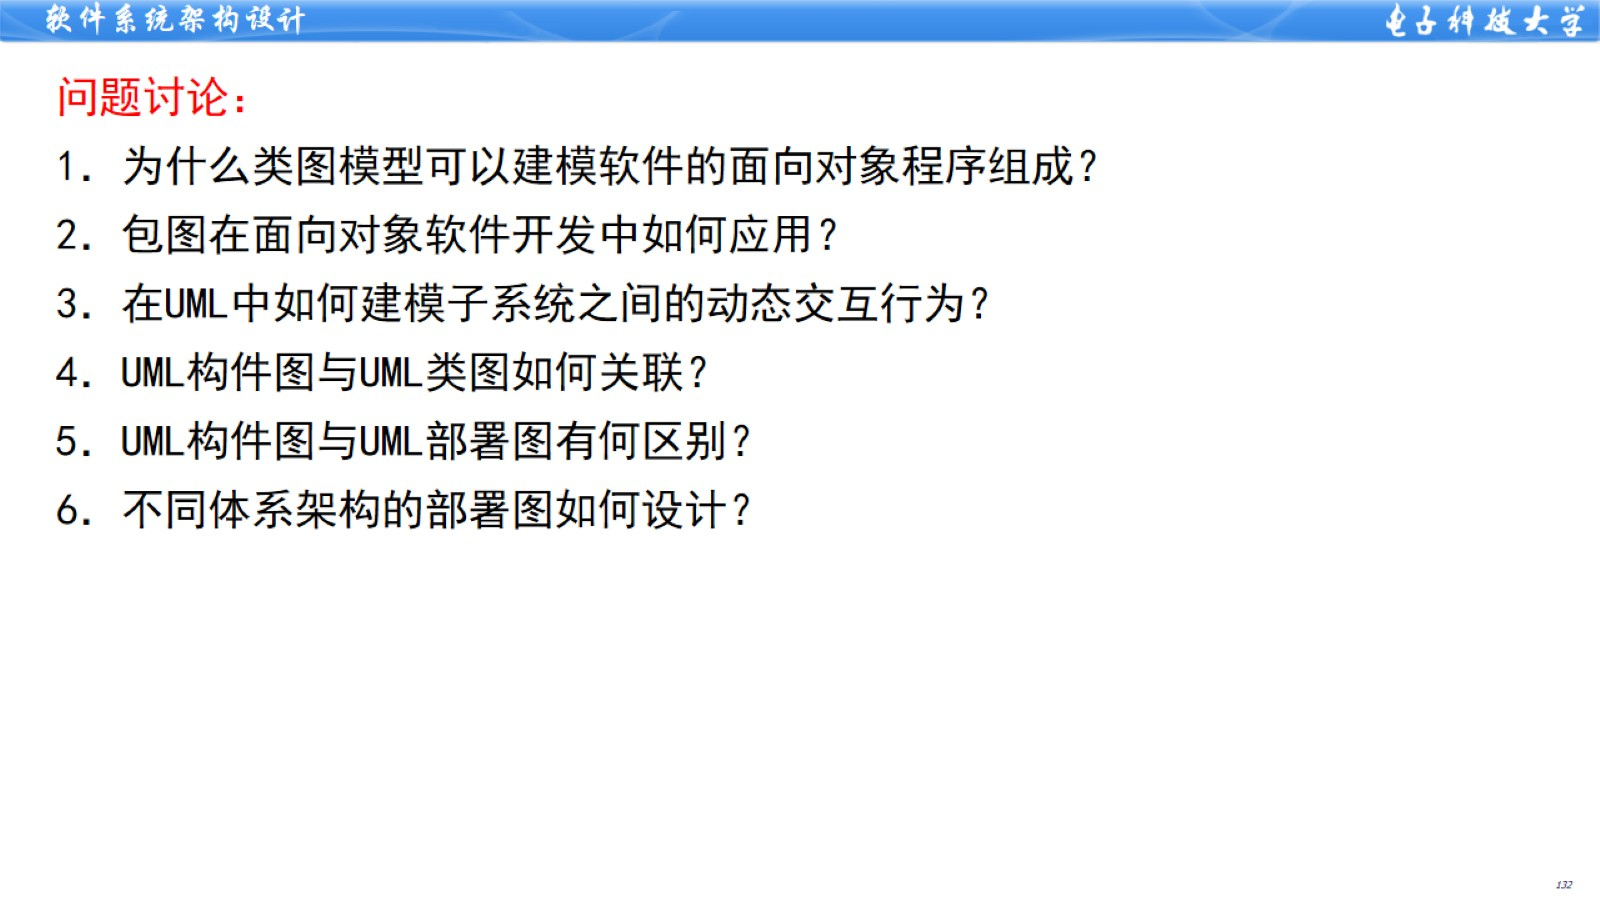 软件系统架构设计 电子科技大学
问题讨论：
1．为什么类图模型可以建模软件的面向对象程序组成？
2．包图在面向对象软件开发中如何应用？
3．在UML中如何建模子系统之间的动态交互行为？
4．UML构件图与UML类图如何关联？
5．UML构件图与UML部署图有何区别？
6．不同体系架构的部署图如何设计？
132